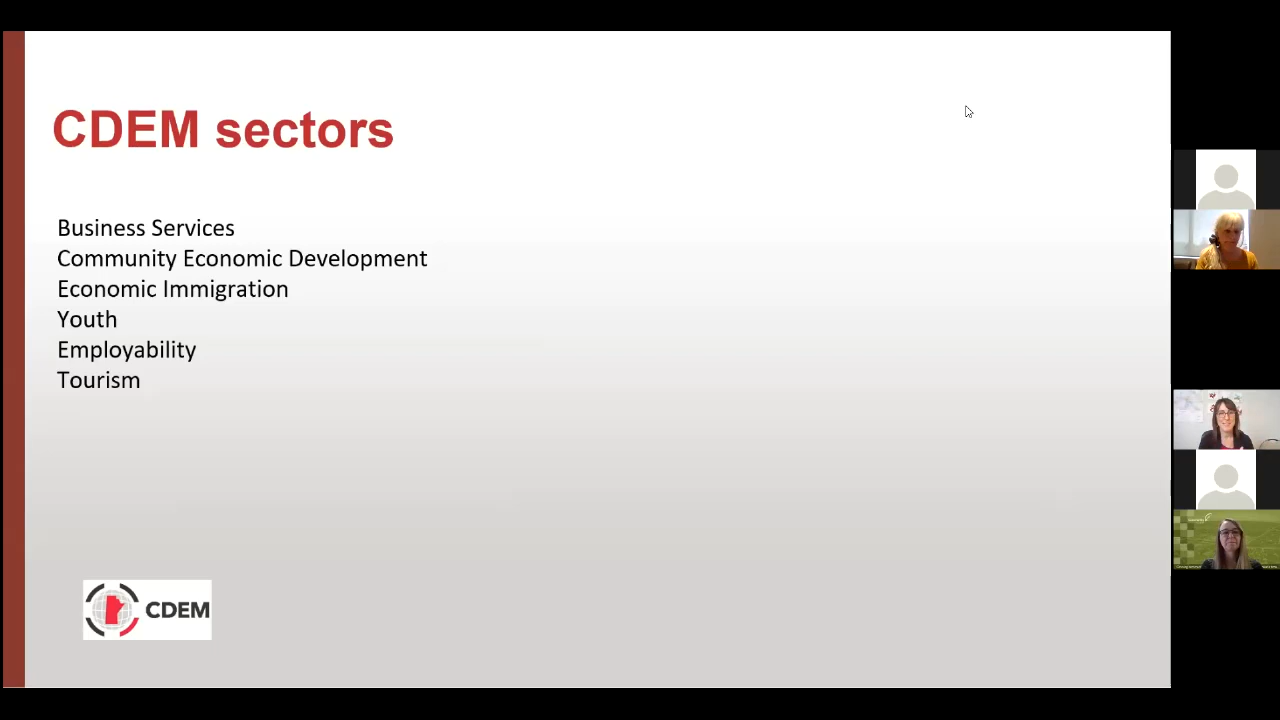 CDEM sectors
Business Services
Community Economic Development
Economic Immigration
Youth
Employability
Tourism
CDEM